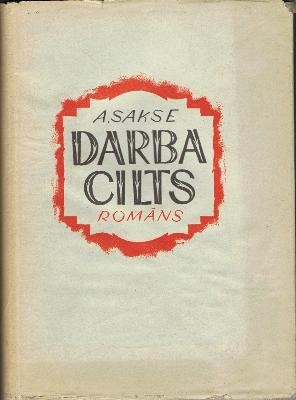 A. SAKSE
DARBA
CILTS
ROMĀNS